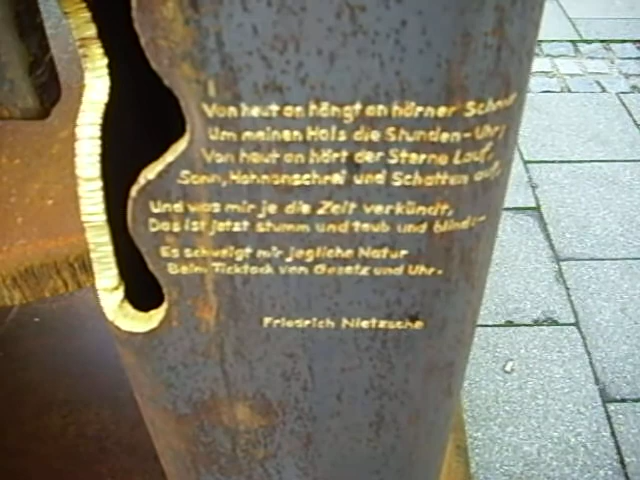 Von heut an hängt an härner Schnur
Um meinen Hals die Stunden-Uhr;
Von heut an hört der Sterne Lauf,
Sonn, Hahnenschrei und Schatten auf,
Und was mir je die Zeit verkündt,
Das ist jetzt stumm und taub und blind:-
Es schweigt mir jegliche Natur
Beim Ticktack von Gesetz und Uhr.
Friedrich Nietzsche